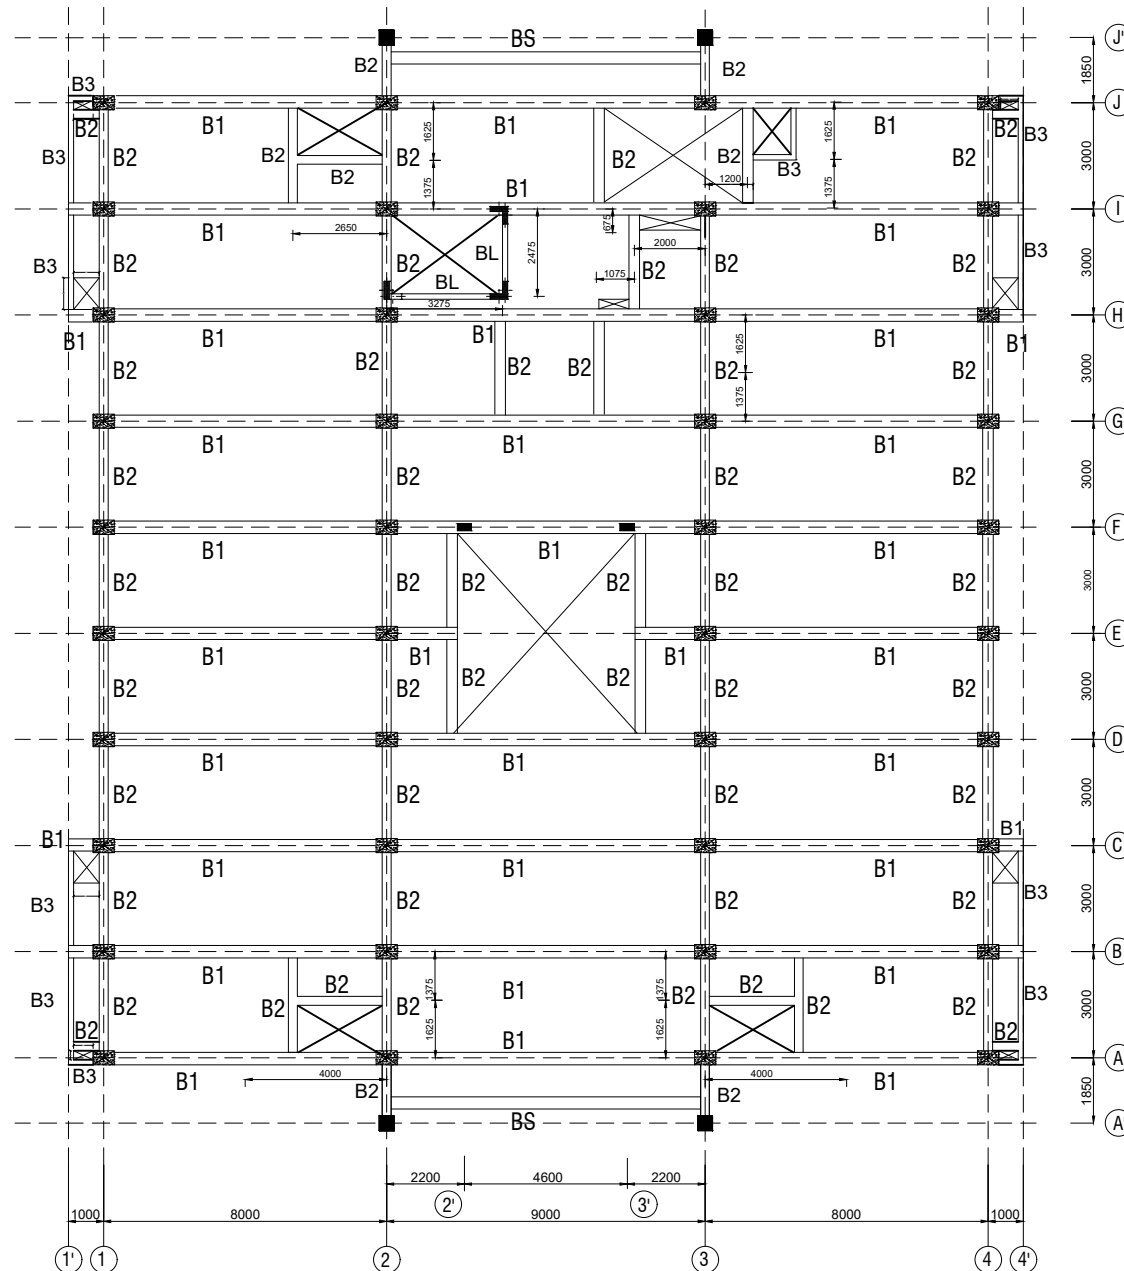 BS J'
B2 B2 1850
B3 J
B1 1625 B1 1625 B1 B2 B3
B2 B2 B2 B2 B2 B2 B2 3000
B3 B2 1375 1200 B3 1375
B1 I
B1 2650 675 B1
B3 B2 B2 BL 2475 2000 B2 B2 B2 B3 3000
BL 1075
3275 H
B1 B1 B1 B1 B1
B2 B2 B2 B2 1625 B2 B2 3000
1375
G
B1 B1 B1
B2 B2 B2 B2 3000
F
B1 B1 B1
B2 B2 B2 B2 B2 B2 3000
E
B1 B1 B1 B1
B2 B2 B2 B2 B2 B2 3000
D
B1 B1 B1
B2 B2 B2 B2 3000
B1 B1 C
B1 B1 B1
B3 B2 B2 B2 B2 B3 3000
B
B1 B2 1375 B1 1375 B2 B1
B3 B2 B2 B2 B2 B2 B3 3000
B2 1625 B1 1625 B2
A
B3 B1 4000 4000 B1
B2 B2 1850
BS A
2200 4600 2200
2' 3'
1000 8000 9000 8000 1000
1' 1 2 3 4 4'